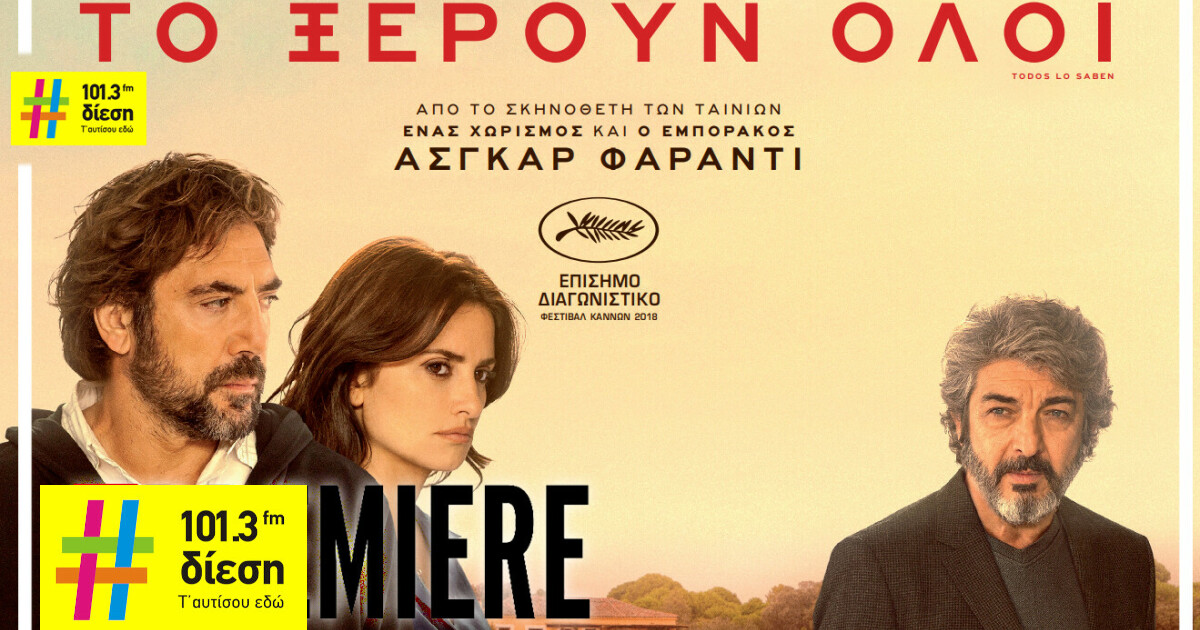 ΤΟ ΞΕΡΟΥΝ ΟΛΟΙ
TODOS LO SABEN
101.3 fm
δίεση
Τ'αυτίσου εδώ
ΑΠΟ ΤΟ ΣΚΗΝΟΘΕΤΗ ΤΩΝ ΤΑΙΝΙΩΝ
ΕΝΑΣ ΧΩΡΙΣΜΟΣ ΚΑΙ Ο ΕΜΠΟΡΑΚΟΣ
ΑΣΓΚΑΡ ΦΑΡΑΝΤΙ
ΕΠΙΣΗΜΟ
ΔΙΑΓΩΝΙΣΤΙΚΟ
ΦΕΣΤΙΒΑΛ ΚΑΝΝΩΝ 2018
EMIERE
101.3 fm
δίεση
Τ'αυτίσου εδώ